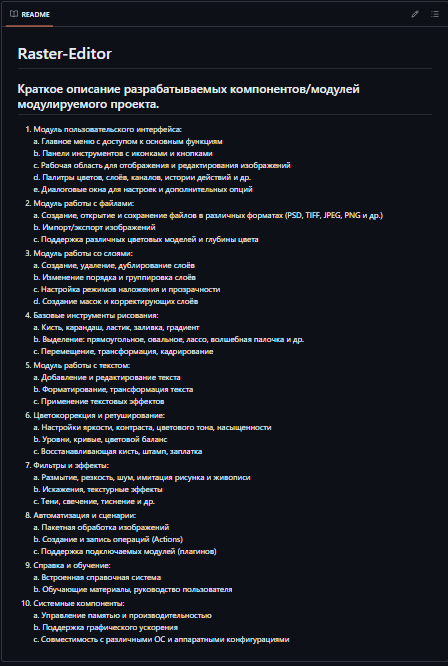 README
Raster-Editor
Краткое описание разрабатываемых компонентов/модулей
модулируемого проекта.
1. Модуль пользовательского интерфейса:
a. Главное меню с доступом к основным функциям
b. Панели инструментов с иконками и кнопками
c. Рабочая область для отображения и редактирования изображений
d. Палитры цветов, слоёв, каналов, истории действий и др.
e. Диалоговые окна для настроек и дополнительных опций
2. Модуль работы с файлами:
a. Создание, открытие и сохранение файлов в различных форматах (PSD, TIFF, JPEG, PNG и др.)
b. Импорт/экспорт изображений
c. Поддержка различных цветовых моделей и глубины цвета
3. Модуль работы со слоями:
a. Создание, удаление, дублирование слоёв
b. Изменение порядка и группировка слоёв
c. Настройка режимов наложения и прозрачности
d. Создание масок и корректирующих слоёв
4. Базовые инструменты рисования:
a. Кисть, карандаш, ластик, заливка, градиент
b. Выделение: прямоугольное, овальное, лассо, волшебная палочка и др.
c. Перемещение, трансформация, кадрирование
5. Модуль работы с текстом:
a. Добавление и редактирование текста
b. Форматирование, трансформация текста
c. Применение текстовых эффектов
6. Цветокоррекция и ретуширование:
a. Настройки яркости, контраста, цветового тона, насыщенности
b. Уровни, кривые, цветовой баланс
c. Восстанавливающая кисть, штамп, заплатка
7. Фильтры и эффекты:
a. Размытие, резкость, шум, имитация рисунка и живописи
b. Искажения, текстурные эффекты
c. Тени, свечение, тиснение и др.
8. Автоматизация и сценарии:
a. Пакетная обработка изображений
b. Создание и запись операций (Actions)
c. Поддержка подключаемых модулей (плагинов)
9. Справка и обучение:
a. Встроенная справочная система
b. Обучающие материалы, руководство пользователя
10. Системные компоненты:
a. Управление памятью и производительностью
b. Поддержка графического ускорения
c. Совместимость с различными ОС и аппаратными конфигурациями